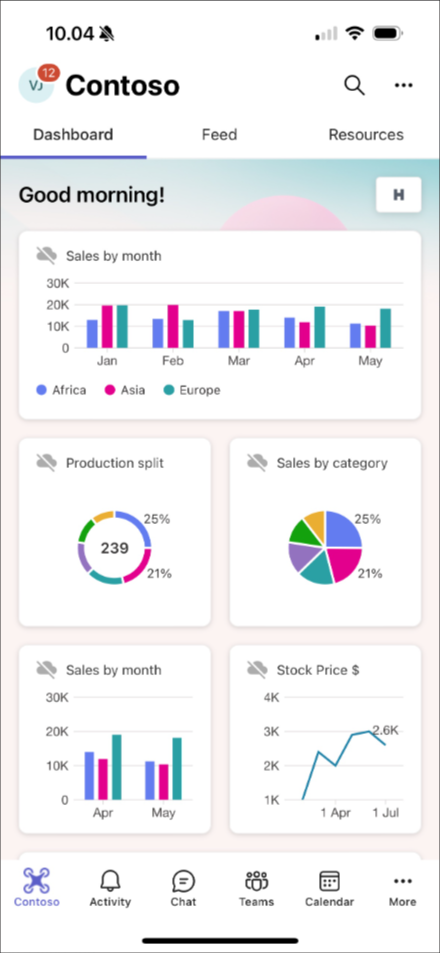 10.04
VJ 12 Contoso
Dashboard Feed Resources
Good morning!
H
Sales by month
30K
20K
10K
0
Jan Feb Mar Apr May
Africa Asia Europe
Production split
25%
239
21%
Sales by category
25%
21%
Sales by month
30K
20K
10K
0
Apr May
Stock Price $
4K
3K
2.6K
2K
1K
1 Apr 1 Jul
Contoso Activity Chat Teams Calendar More